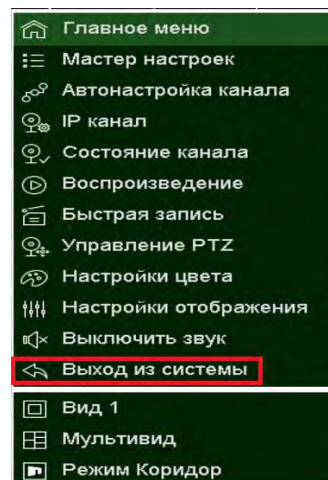 Главное меню
Мастер настроек
Автонастройка канала
IP канал
Состояние канала
Воспроизведение
Быстрая запись
Управление PTZ
Настройки цвета
Настройки отображения
Выключить звук
Выход из системы
Вид 1
Мультивид
Режим Коридор